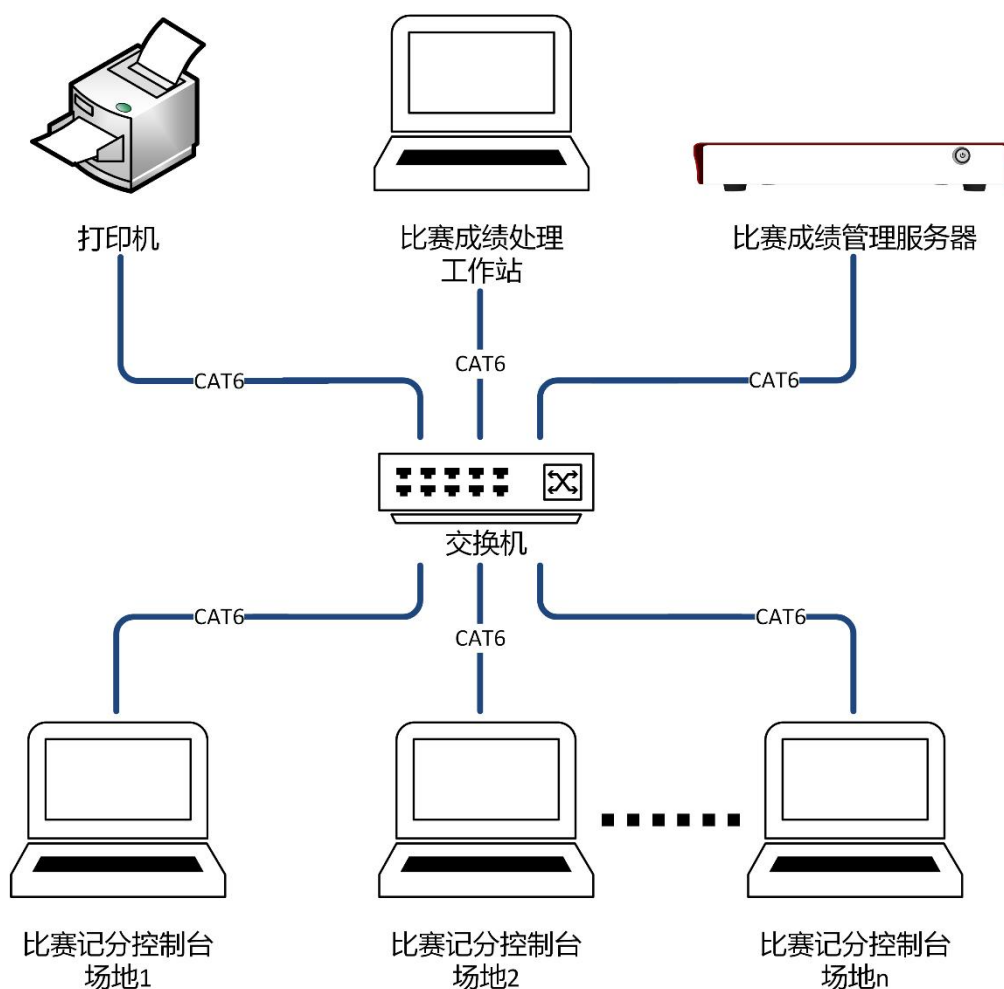 打印机
比赛成绩处理
工作站
比赛成绩管理服务器
CAT6
CAT6
CAT6
交换机
CAT6
CAT6
CAT6
比赛记分控制台
场地1
比赛记分控制台
场地2
比赛记分控制台
场地n